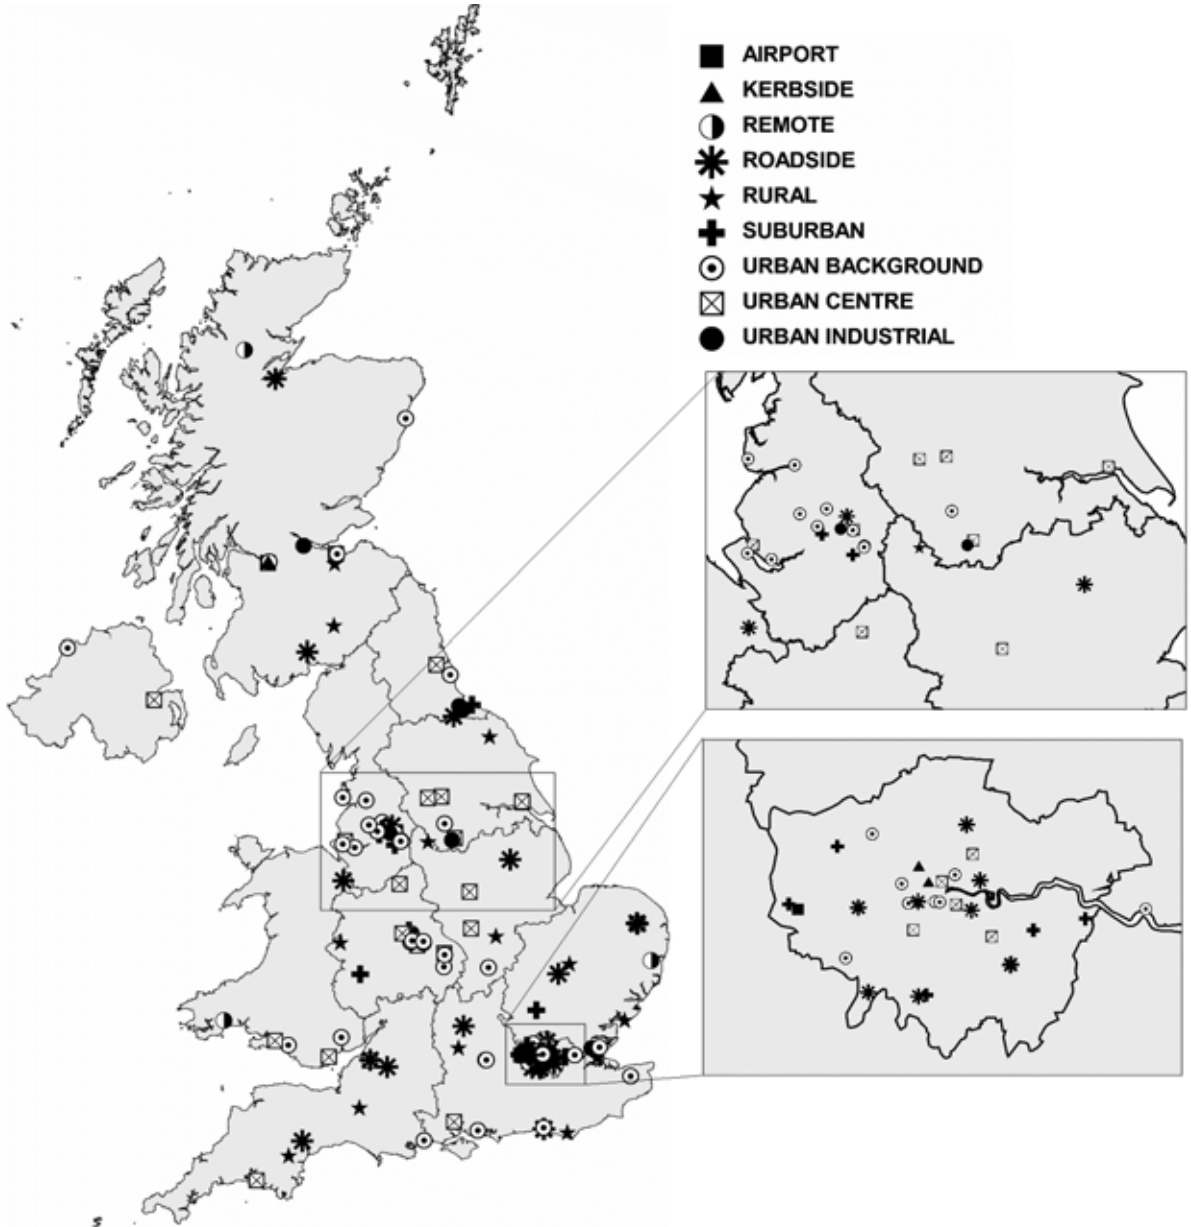 AIRPORT
KERBSIDE
REMOTE
ROADSIDE
RURAL
SUBURBAN
URBAN BACKGROUND
URBAN CENTRE
URBAN INDUSTRIAL